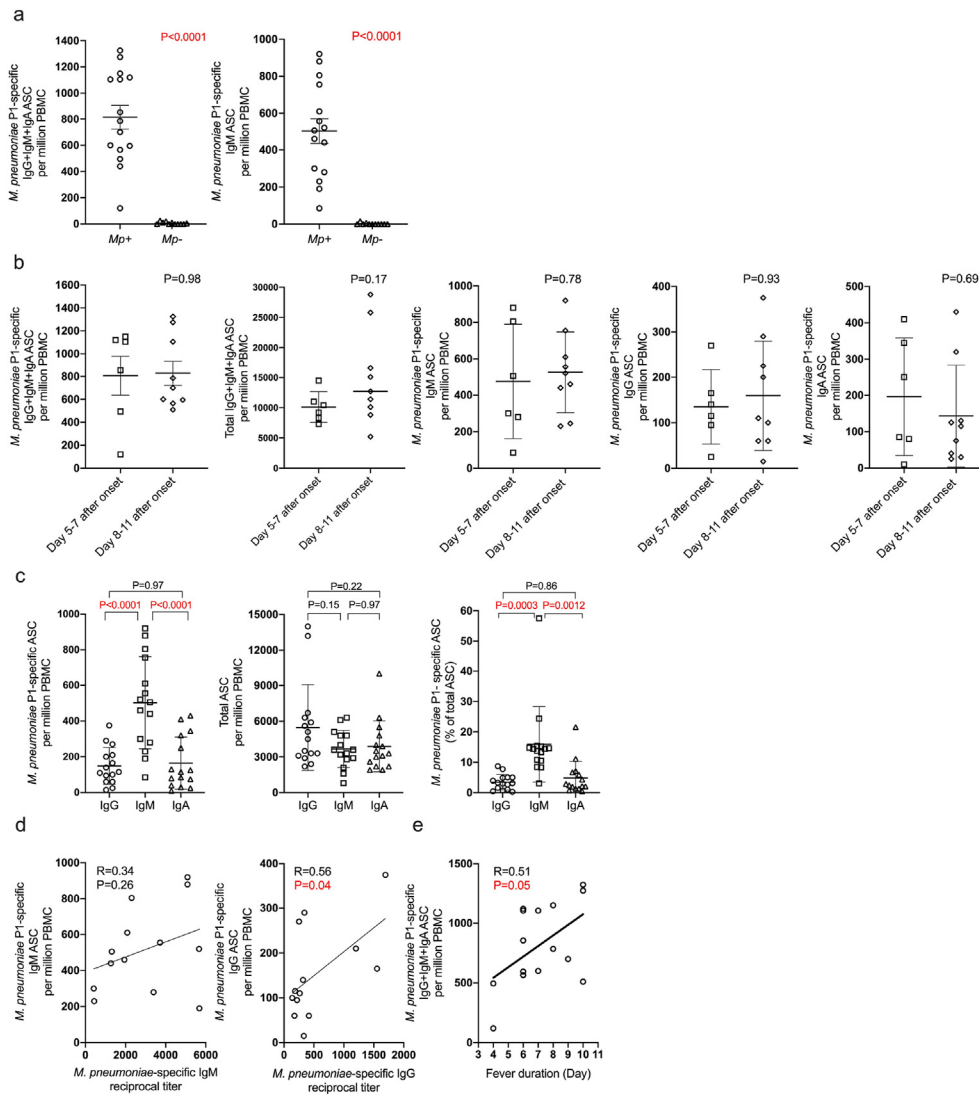 a
M. pneumoniae P1-specific
IgG+IgM+IgA ASC
per million PBMC
1400
1200
1000
800
600
400
200
0
P<0.0001
Mp+
Mp-
M. pneumoniae P1-specific
IgM ASC
per million PBMC
1000
800
600
400
200
0
P<0.0001
Mp+
Mp-
b
M. pneumoniae P1-specific
IgG+IgM+IgA ASC
per million PBMC
1600
1400
1200
1000
800
600
400
200
0
P=0.98
Day 5-7 after onset
Day 8-11 after onset
Total IgG+IgM+IgA ASC
per million PBMC
30000
25000
20000
15000
10000
5000
0
P=0.17
Day 5-7 after onset
Day 8-11 after onset
M. pneumoniae P1-specific
IgM ASC
per million PBMC
1000
800
600
400
200
0
P=0.78
Day 5-7 after onset
Day 8-11 after onset
M. pneumoniae P1-specific
IgG ASC
per million PBMC
400
300
200
100
0
P=0.93
Day 5-7 after onset
Day 8-11 after onset
M. pneumoniae P1-specific
IgA ASC
per million PBMC
500
400
300
200
100
0
P=0.69
Day 5-7 after onset
Day 8-11 after onset
c
M. pneumoniae P1-specific ASC
per million PBMC
1000
800
600
400
200
0
P=0.97
P<0.0001 P<0.0001
IgG IgM IgA
Total ASC
per million PBMC
15000
12000
9000
6000
3000
0
P=0.22
P=0.15 P=0.97
IgG IgM IgA
M. pneumoniae P1- specific ASC
(% of total ASC)
60
50
40
30
20
10
0
P=0.86
P=0.0003 P=0.0012
IgG IgM IgA
d
M. pneumoniae P1-specific
IgM ASC
per million PBMC
1000
800
600
400
200
0
R=0.34
P=0.26
0 2000 4000 6000
M. pneumoniae-specific IgM
reciprocal titer
M. pneumoniae P1-specific
IgG ASC
per million PBMC
400
300
200
100
0
R=0.56
P=0.04
0 500 1000 1500 2000
M. pneumoniae-specific IgG
reciprocal titer
e
M. pneumoniae P1-specific
IgG+IgM+IgA ASC
per million PBMC
1500
1000
500
0
R=0.51
P=0.05
3 4 5 6 7 8 9 10 11
Fever duration (Day)